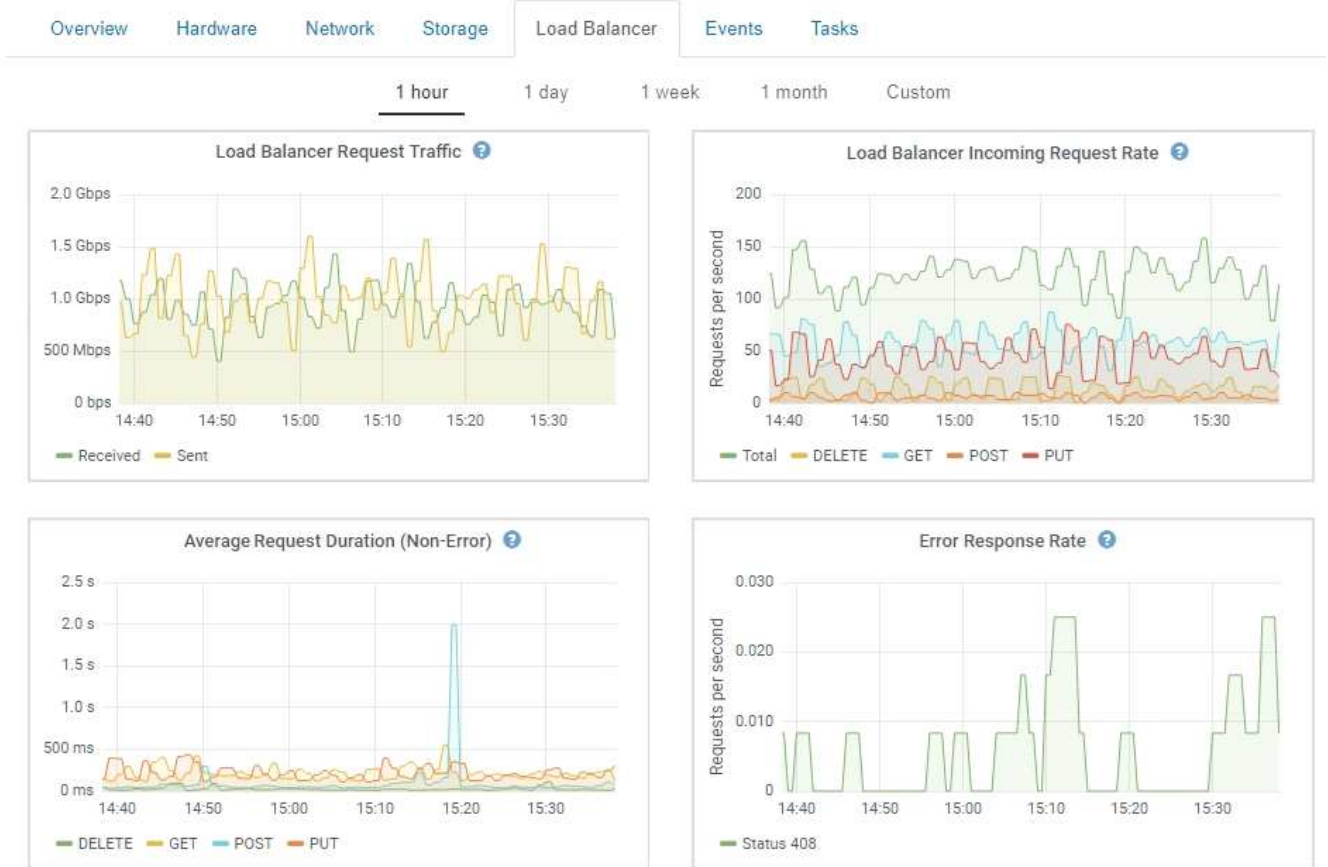 Overview Hardware Network Storage Load Balancer Events Tasks
1 hour 1 day 1 week 1 month Custom
Load Balancer Request Traffic ?
2.0 Gbps
1.5 Gbps
1.0 Gbps
500 Mbps
0 bps
14:40 14:50 15:00 15:10 15:20 15:30
Received Sent
Load Balancer Incoming Request Rate ?
Requests per second
200
150
100
50
0
14:40 14:50 15:00 15:10 15:20 15:30
Total DELETE GET POST PUT
Average Request Duration (Non-Error) ?
2.5 s
2.0 s
1.5 s
1.0 s
500 ms
0 ms
14:40 14:50 15:00 15:10 15:20 15:30
DELETE GET POST PUT
Error Response Rate ?
Requests per second
0.030
0.020
0.010
0
14:40 14:50 15:00 15:10 15:20 15:30
Status 408